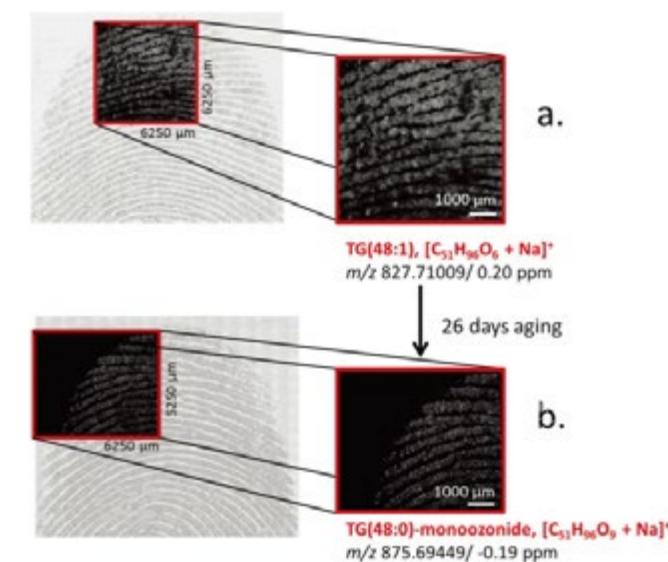 6250 µm
6250 µm
a.
1000 µm
TG(48:1), [C₅₁H₉₆O₆ + Na]⁺
m/z 827.71009/ 0.20 ppm
26 days aging
5250 µm
6250 µm
b.
1000 µm
TG(48:0)-monoozonide, [C₅₁H₉₆O₉ + Na]⁺
m/z 875.69449/ -0.19 ppm